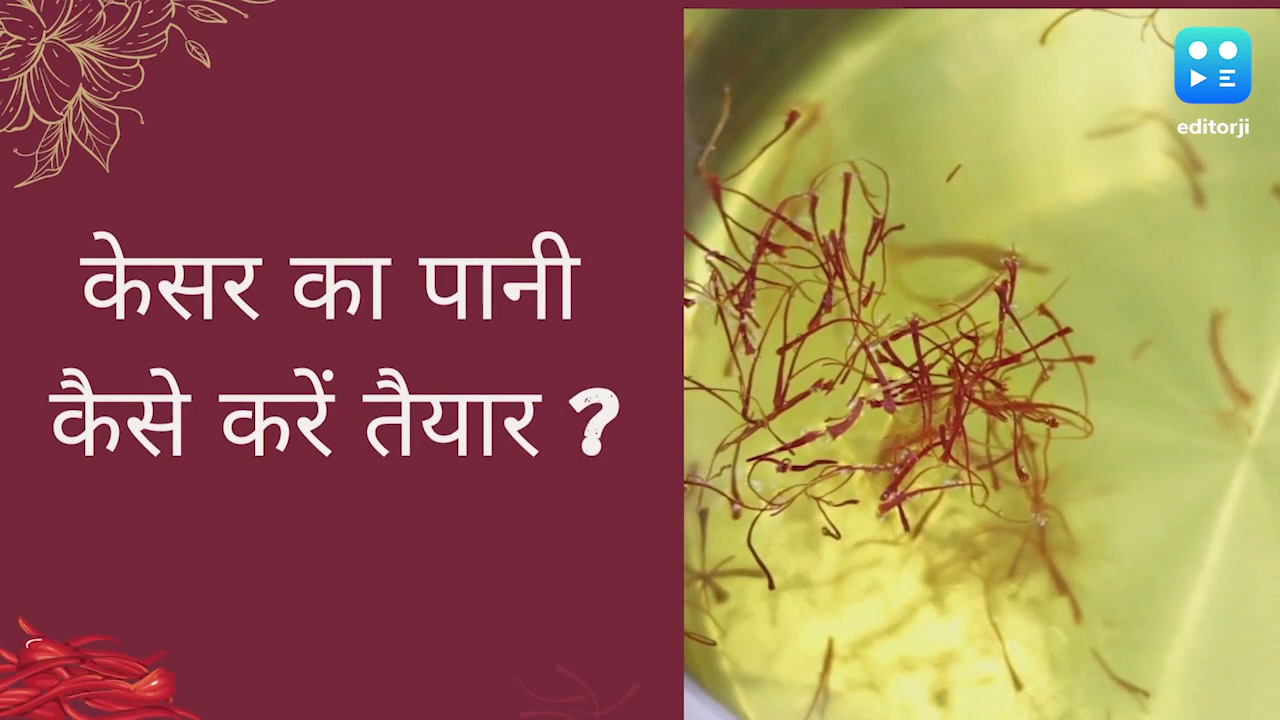 केसर का पानी
कैसे करें तैयार ?
editorji